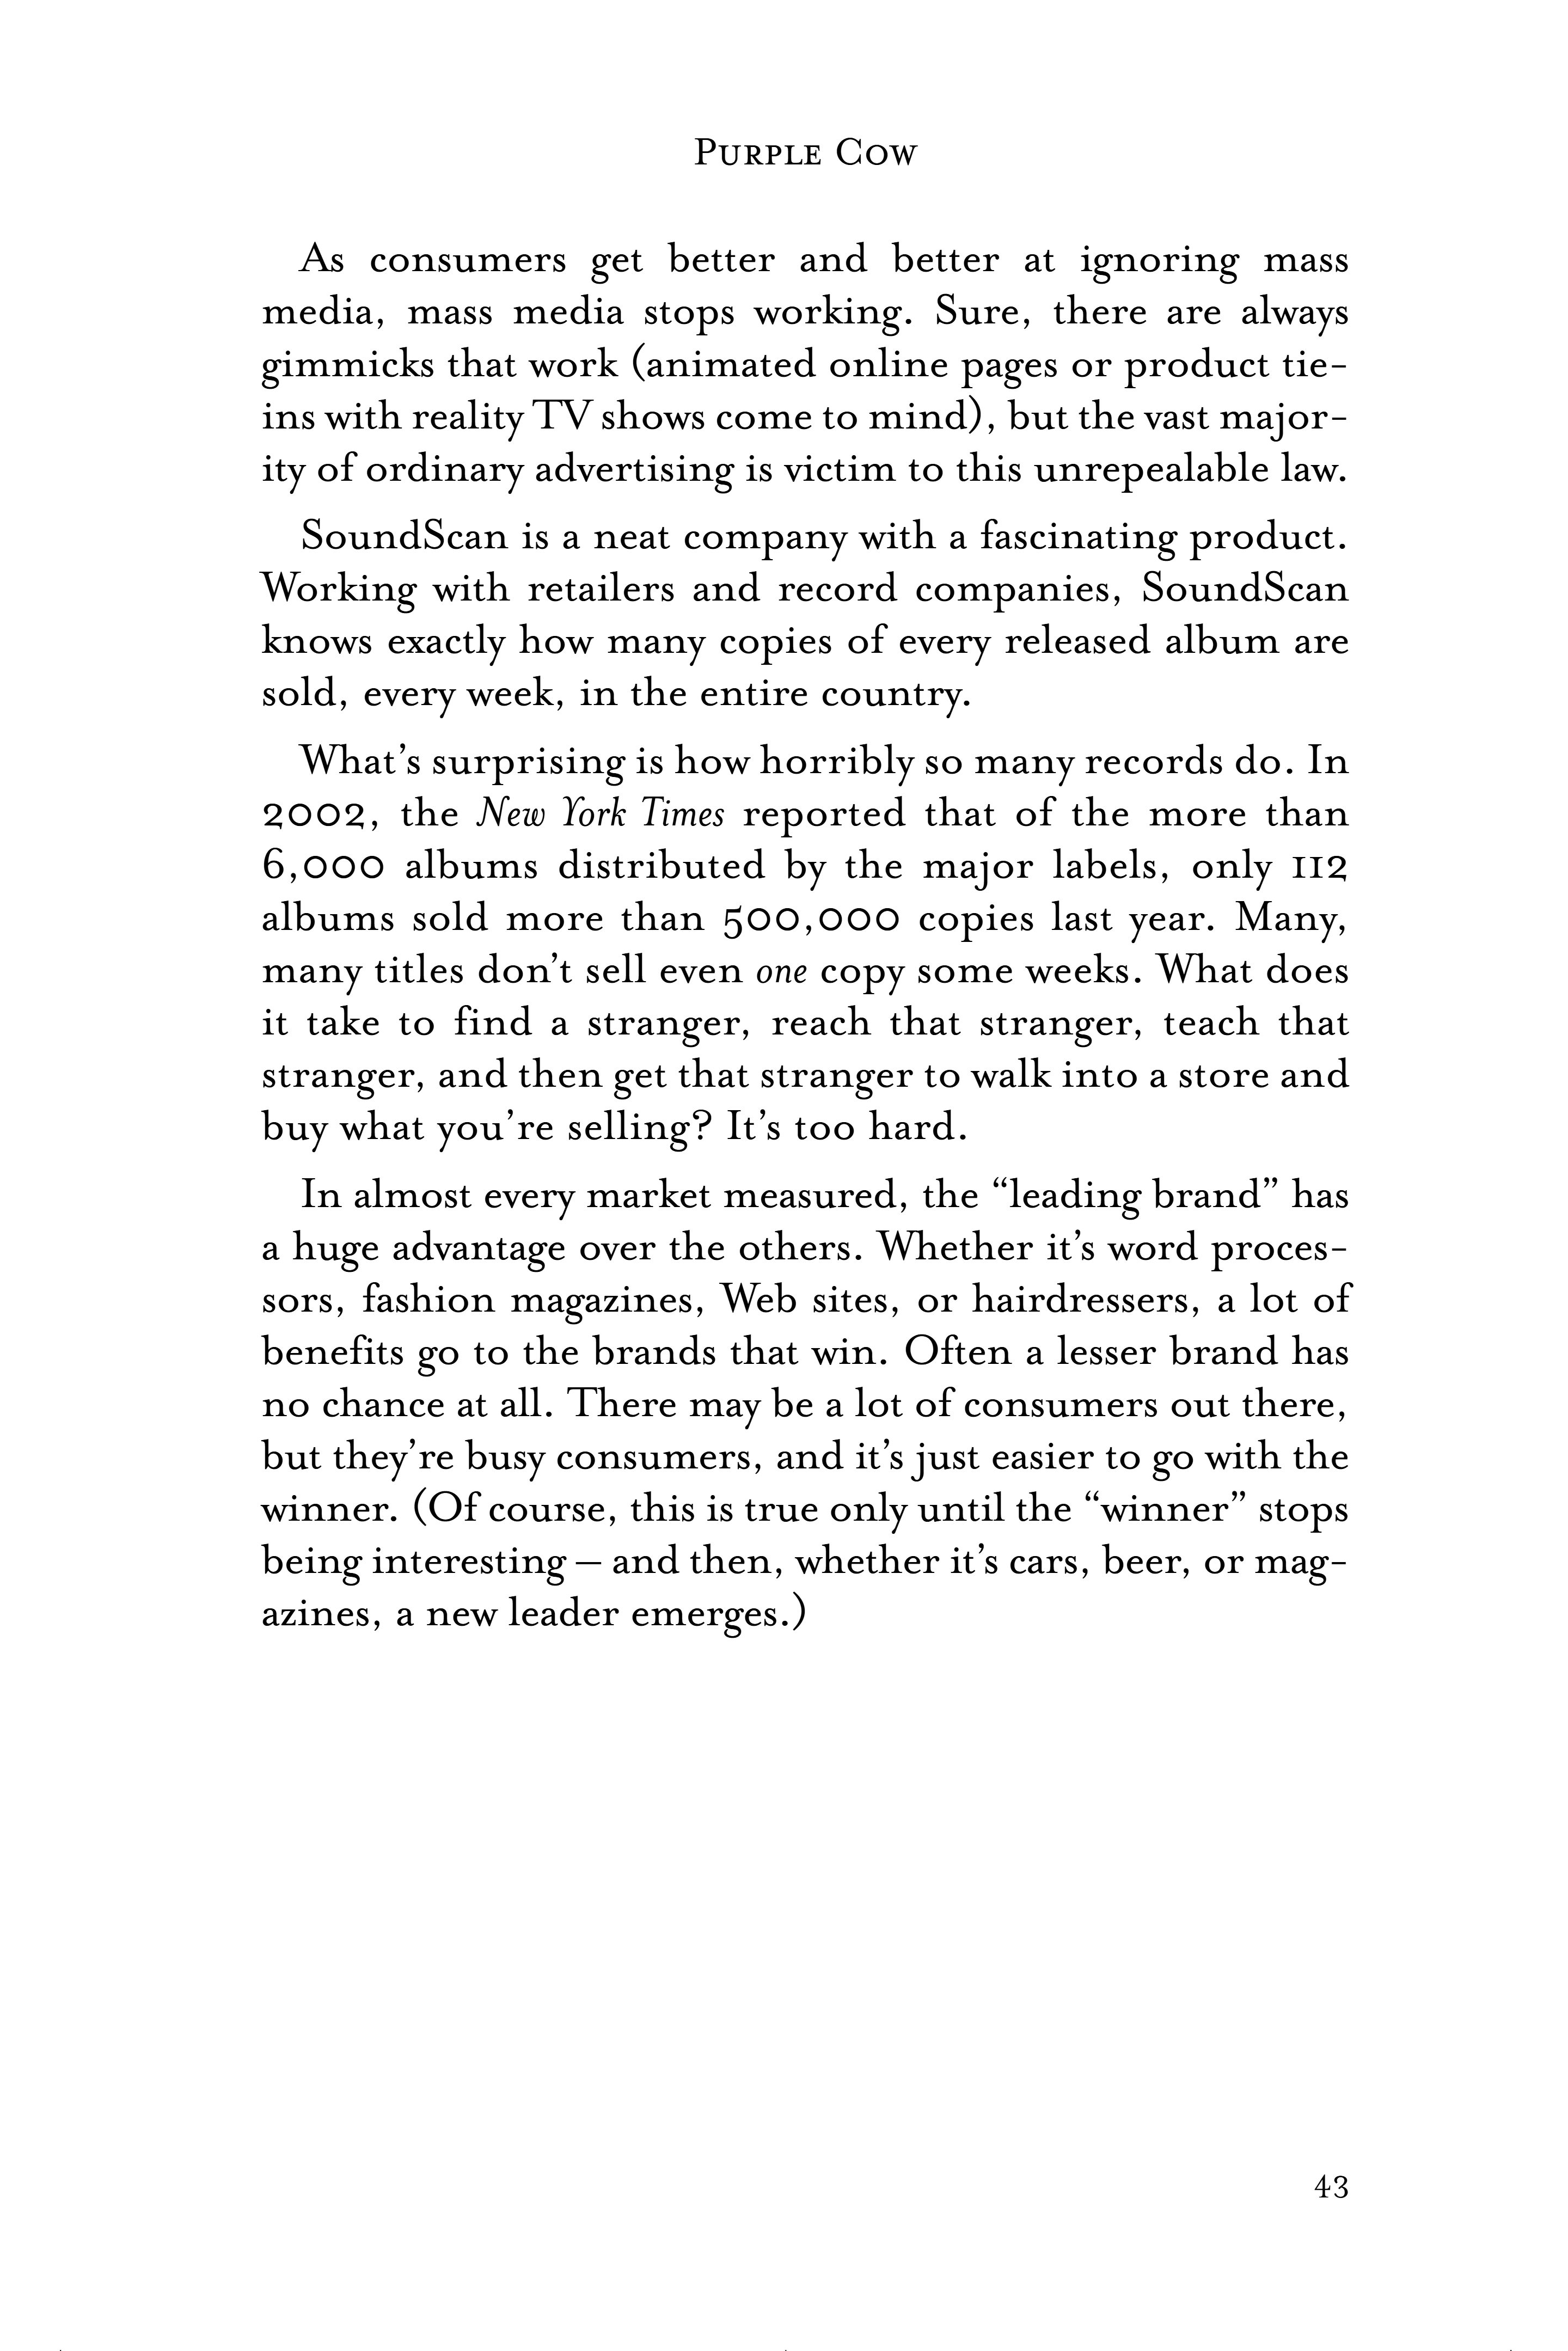 Purple Cow
As consumers get better and better at ignoring mass
media, mass media stops working. Sure, there are always
gimmicks that work (animated online pages or product tie-
ins with reality TV shows come to mind), but the vast major-
ity of ordinary advertising is victim to this unrepealable law.
SoundScan is a neat company with a fascinating product.
Working with retailers and record companies, SoundScan
knows exactly how many copies of every released album are
sold, every week, in the entire country.
What’s surprising is how horribly so many records do. In
2002, the New York Times reported that of the more than
6,000 albums distributed by the major labels, only 112
albums sold more than 500,000 copies last year. Many,
many titles don’t sell even one copy some weeks. What does
it take to find a stranger, reach that stranger, teach that
stranger, and then get that stranger to walk into a store and
buy what you’re selling? It’s too hard.
In almost every market measured, the “leading brand” has
a huge advantage over the others. Whether it’s word proces-
sors, fashion magazines, Web sites, or hairdressers, a lot of
benefits go to the brands that win. Often a lesser brand has
no chance at all. There may be a lot of consumers out there,
but they’re busy consumers, and it’s just easier to go with the
winner. (Of course, this is true only until the “winner” stops
being interesting – and then, whether it’s cars, beer, or mag-
azines, a new leader emerges.)
43